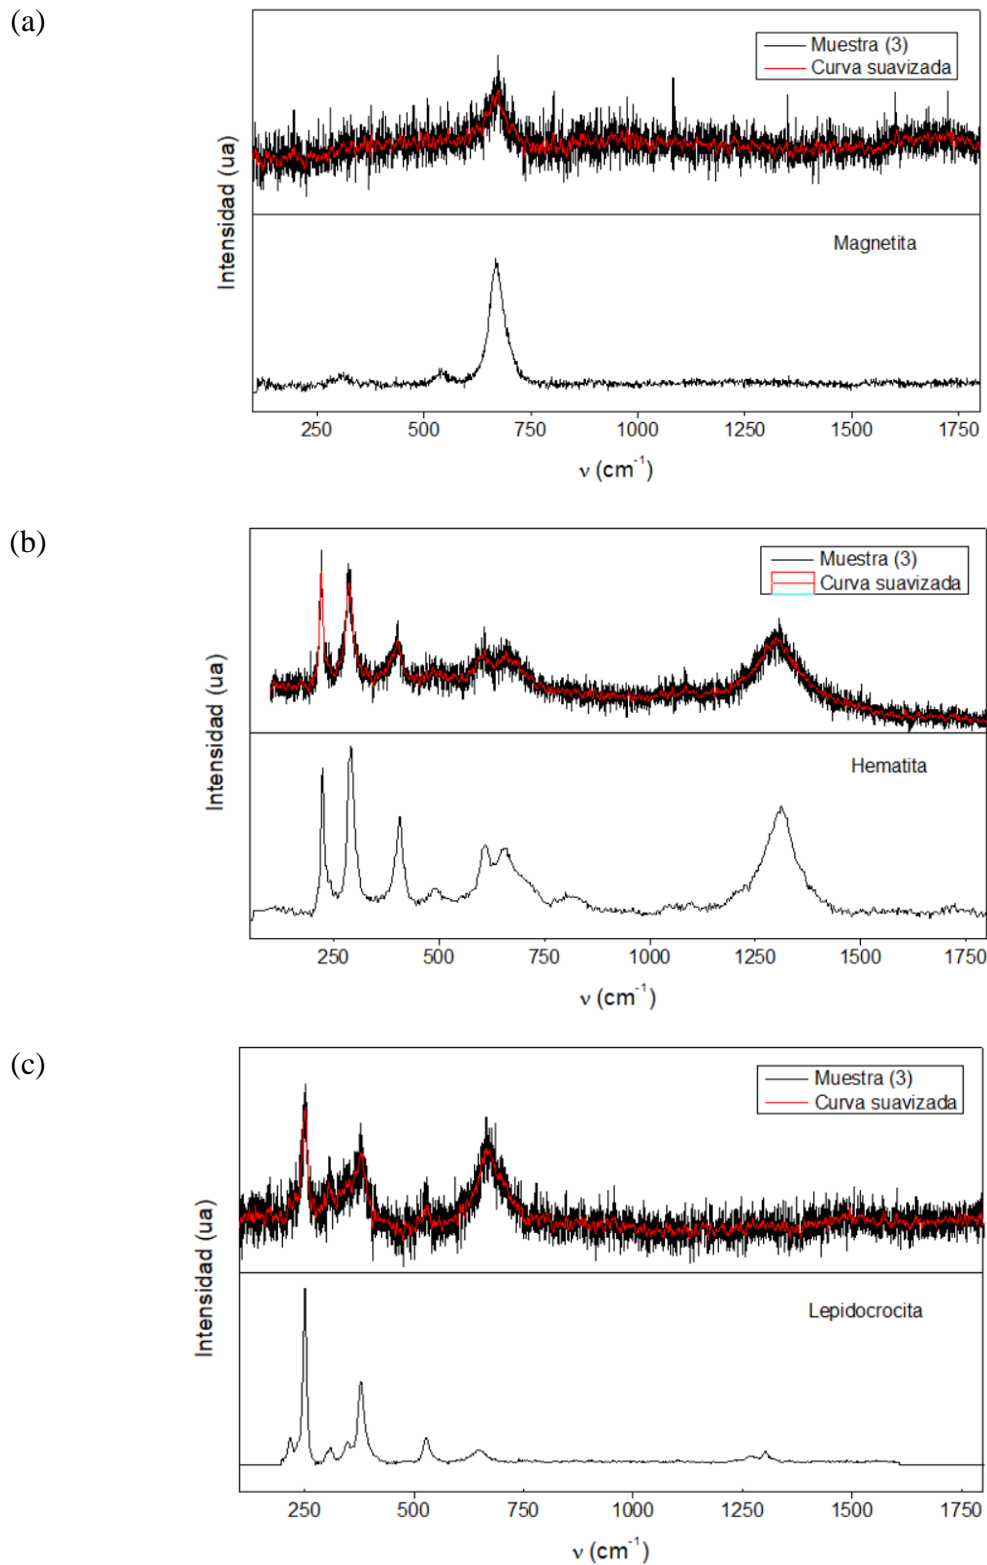 (a)
Muestra (3)
Curva suavizada
Intensidad (ua)
Magnetita
250 500 750 1000 1250 1500 1750
ν (cm⁻¹)
(b)
Muestra (3)
Curva suavizada
Intensidad (ua)
Hematita
250 500 750 1000 1250 1500 1750
ν (cm⁻¹)
(c)
Muestra (3)
Curva suavizada
Intensidad (ua)
Lepidocrocita
250 500 750 1000 1250 1500 1750
ν (cm⁻¹)